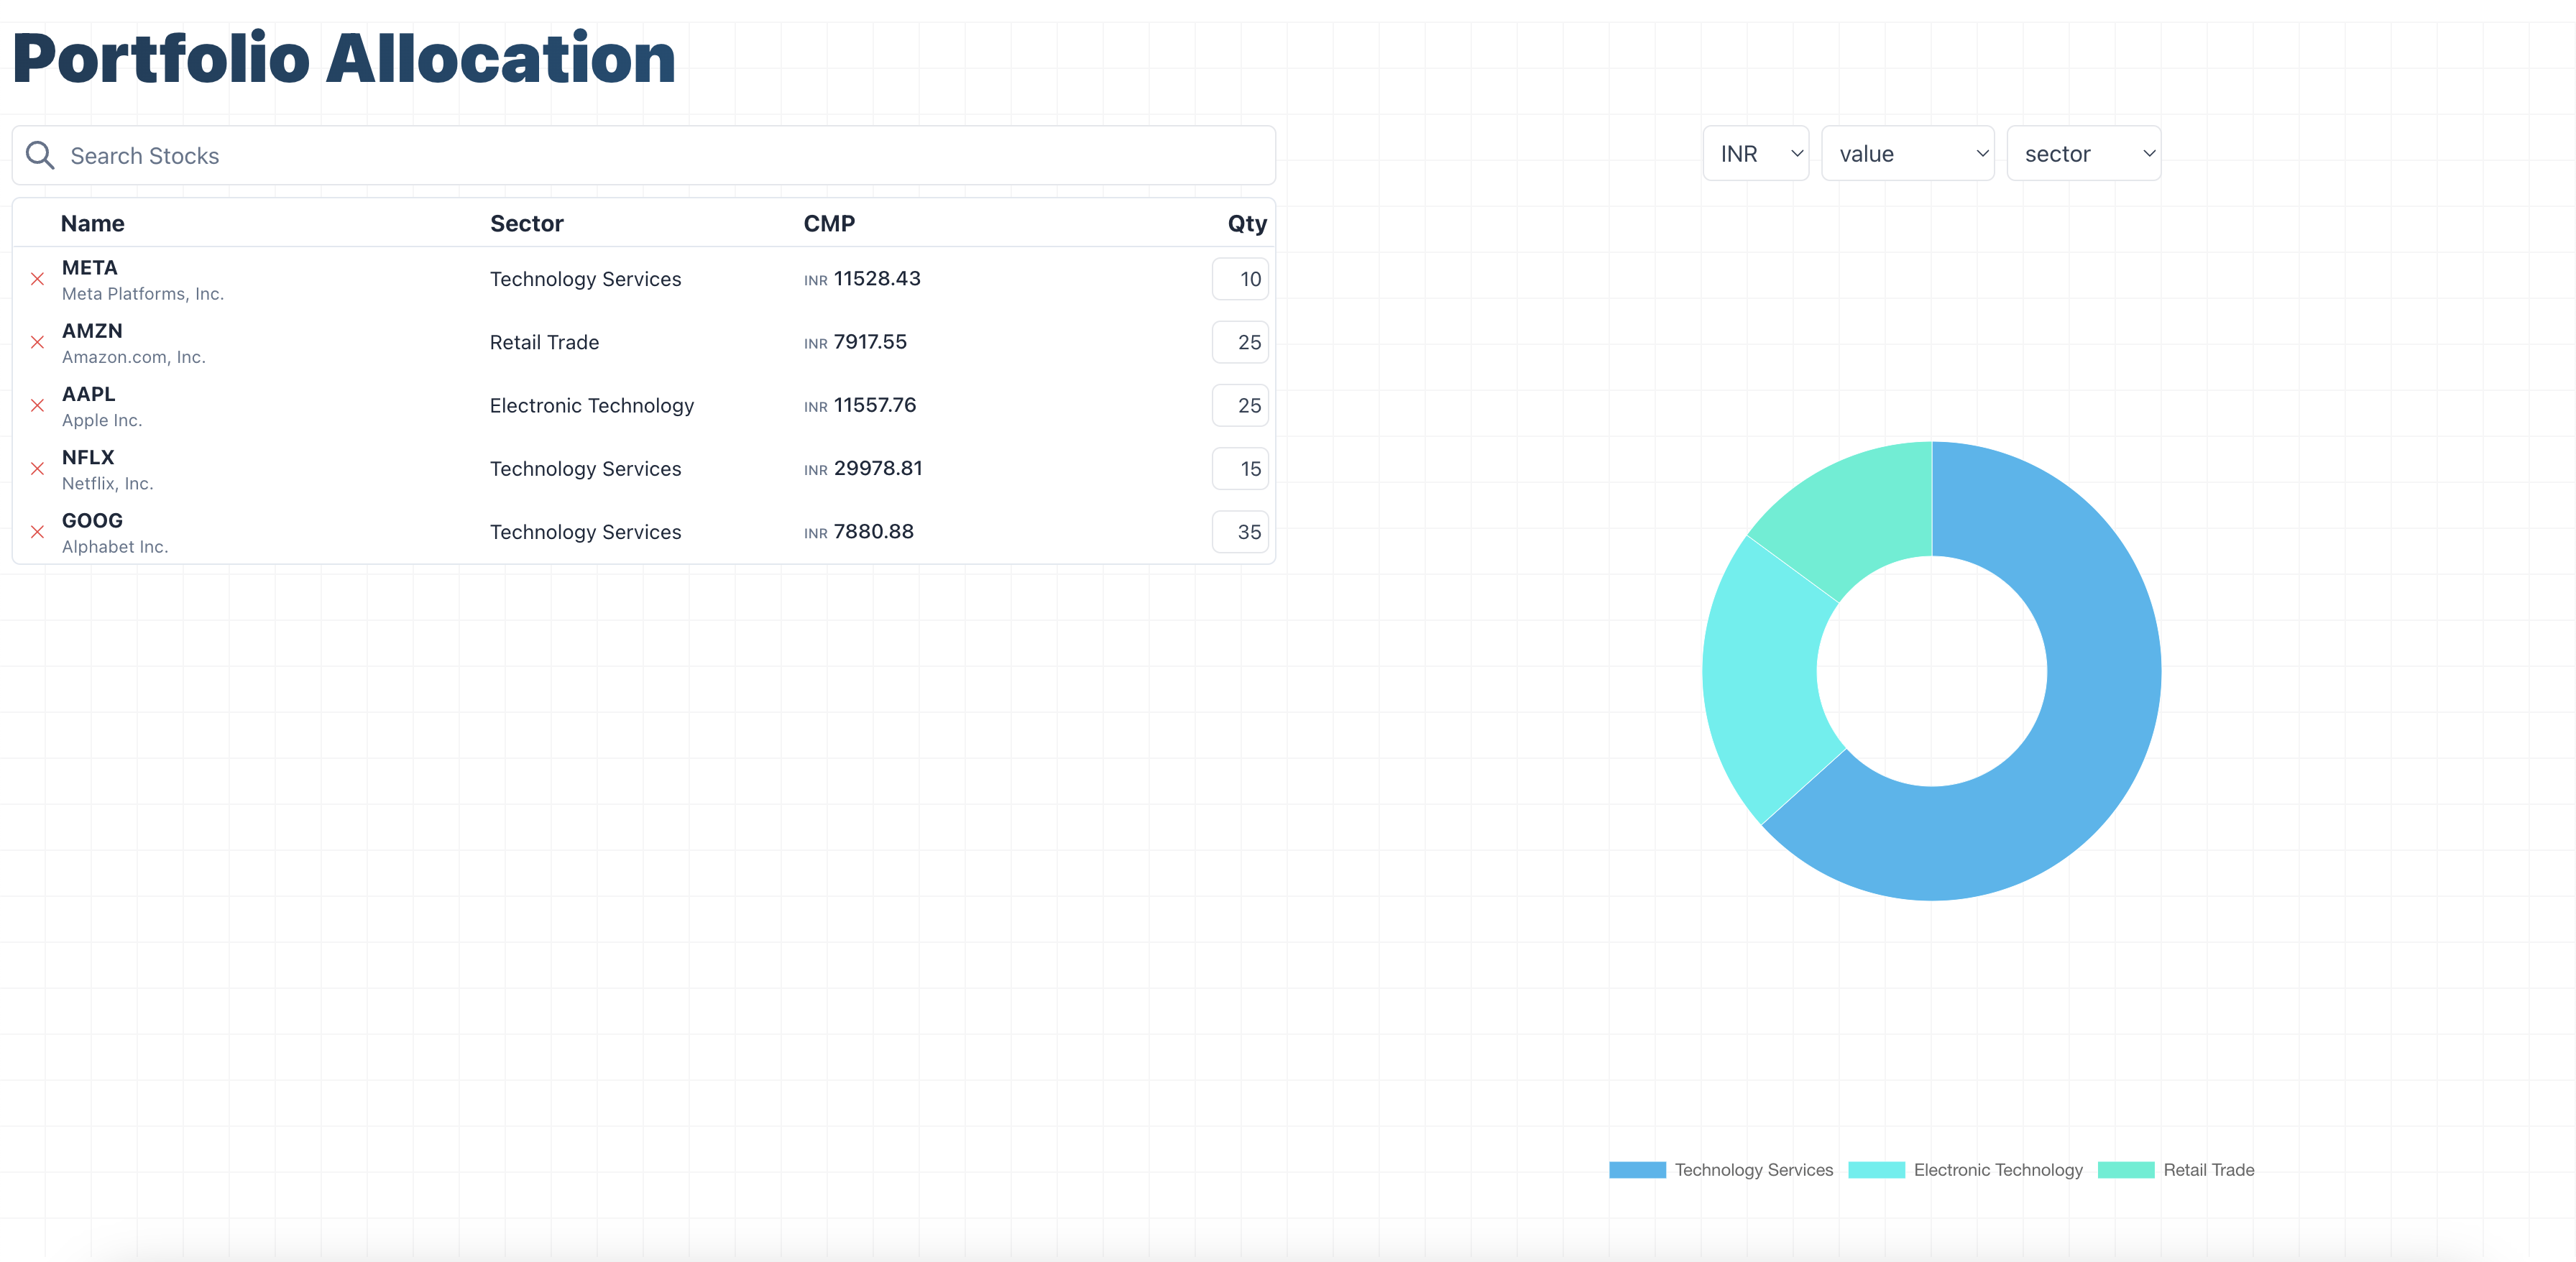 Portfolio Allocation
Search Stocks
INR value sector
Name Sector CMP Qty
META
Meta Platforms, Inc.
Technology Services INR 11528.43 10
AMZN
Amazon.com, Inc.
Retail Trade INR 7917.55 25
AAPL
Apple Inc.
Electronic Technology INR 11557.76 25
NFLX
Netflix, Inc.
Technology Services INR 29978.81 15
GOOG
Alphabet Inc.
Technology Services INR 7880.88 35
Technology Services Electronic Technology Retail Trade